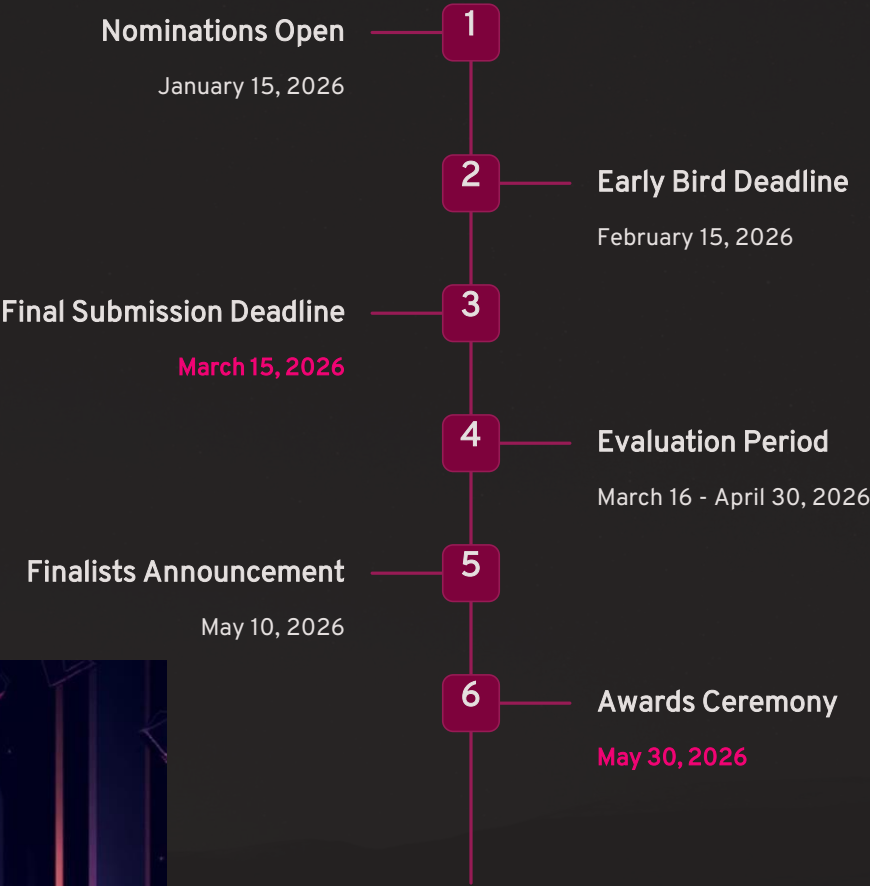 1
Nominations Open
January 15, 2026
2
Early Bird Deadline
February 15, 2026
3
Final Submission Deadline
March 15, 2026
4
Evaluation Period
March 16 - April 30, 2026
5
Finalists Announcement
May 10, 2026
6
Awards Ceremony
May 30, 2026